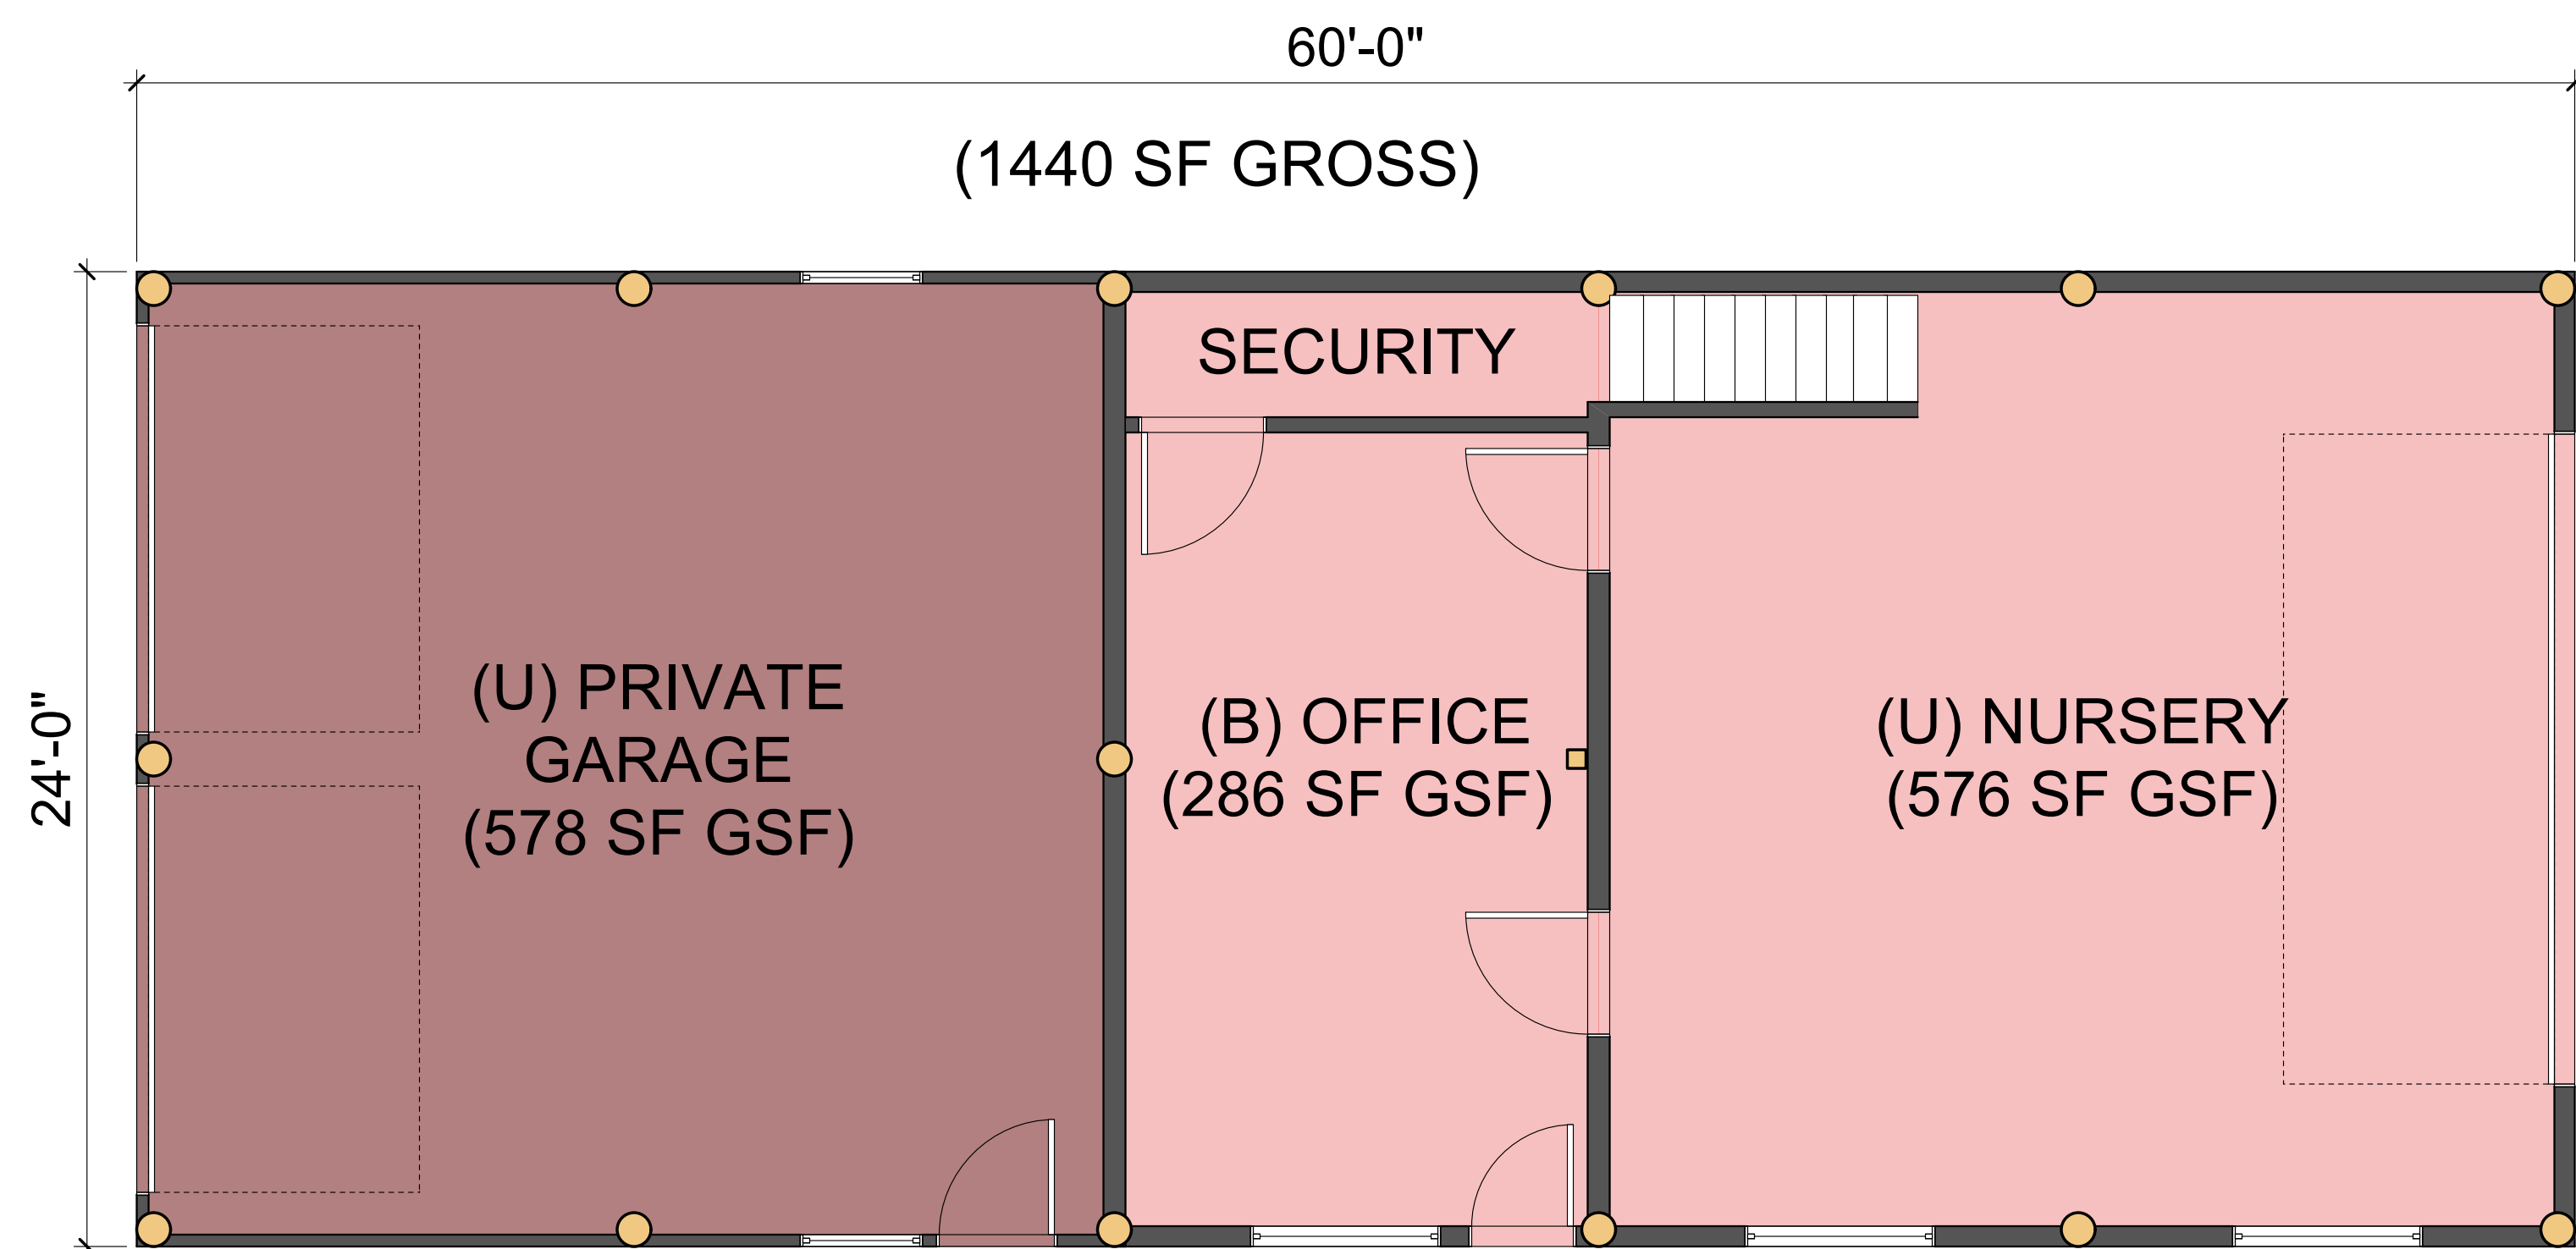 60'-0"
(1440 SF GROSS)
24'-0"
SECURITY
(U) PRIVATE
GARAGE
(578 SF GSF)
(B) OFFICE
(286 SF GSF)
(U) NURSERY
(576 SF GSF)